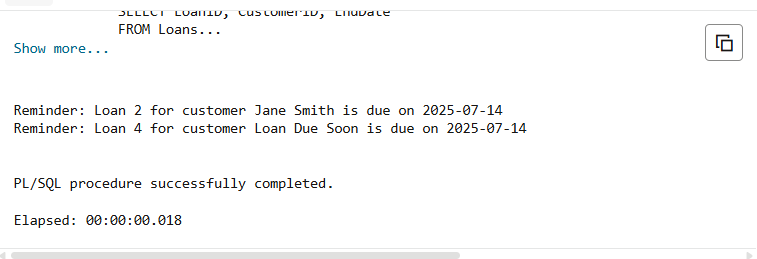 SELECT LoanID, CustomerID, EndDate
FROM Loans...
Show more...
Reminder: Loan 2 for customer Jane Smith is due on 2025-07-14
Reminder: Loan 4 for customer Loan Due Soon is due on 2025-07-14
PL/SQL procedure successfully completed.
Elapsed: 00:00:00.018